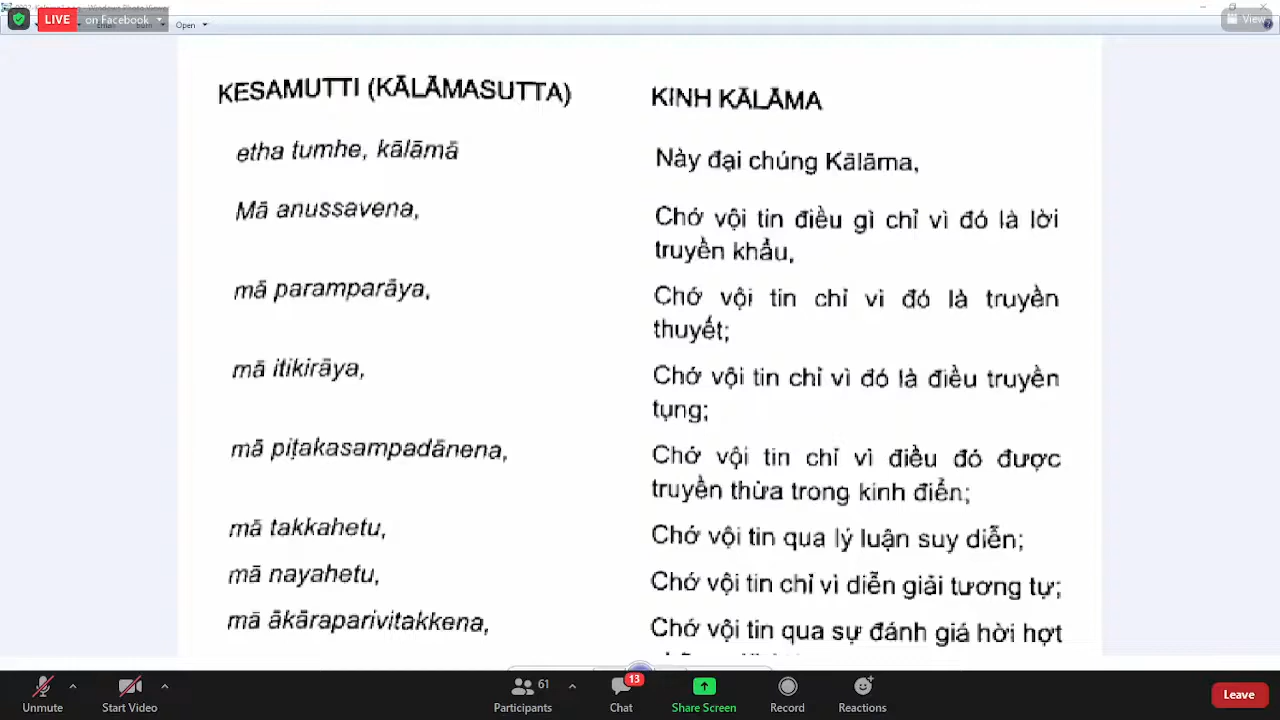 LIVE on Facebook
Open
View
KESAMUTTI (KĀLĀMASUTTA)
KINH KĀLĀMA
etha tumhe, kālāmā
Này đại chúng Kālāma,
Mā anussavena,
Chớ vội tin điều gì chỉ vì đó là lời
truyền khẩu,
mā paramparāya,
Chớ vội tin chỉ vì đó là truyền
thuyết;
mā itikirāya,
Chớ vội tin chỉ vì đó là điều truyền
tụng;
mā piṭakasampadānena,
Chớ vội tin chỉ vì điều đó được
truyền thừa trong kinh điển;
mā takkahetu,
Chớ vội tin qua lý luận suy diễn;
mā nayahetu,
Chớ vội tin chỉ vì diễn giải tương tự;
mā ākāraparivitakkena,
Chớ vội tin qua sự đánh giá hời hợt
Unmute
Start Video
61
Participants
13
Chat
Share Screen
Record
Reactions
Leave